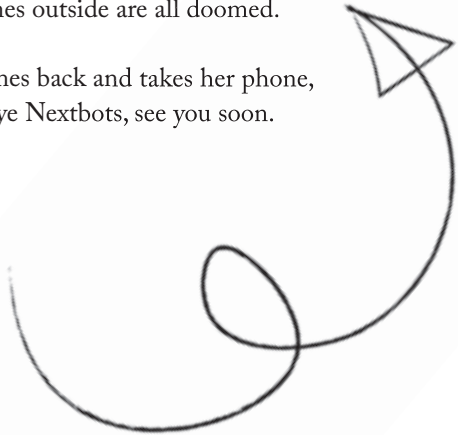 nes outside are all doomed.
nes back and takes her phone,
ye Nextbots, see you soon.